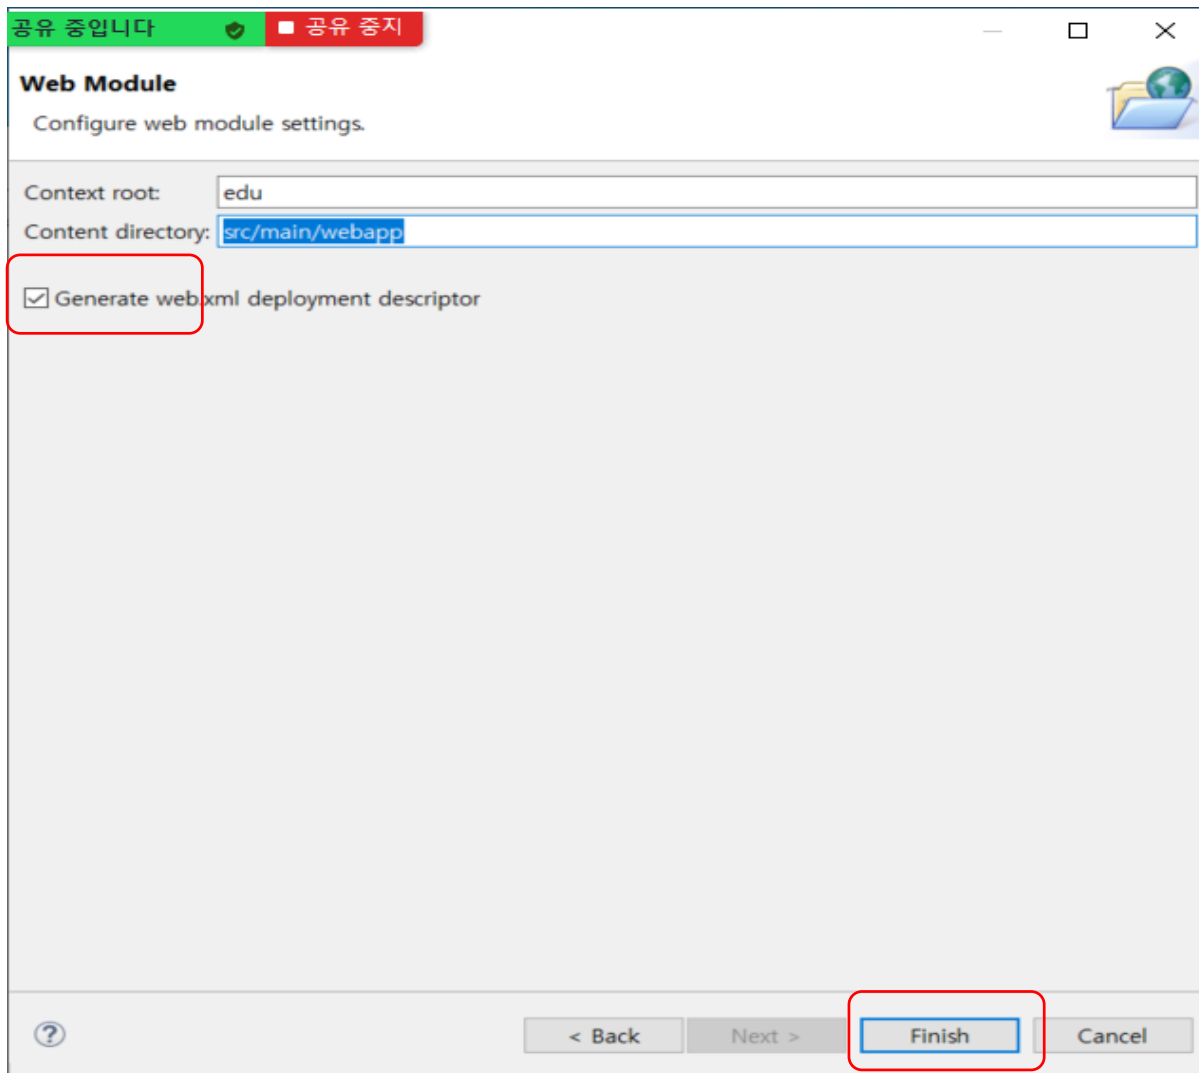 공유 중입니다 공유 중지
Web Module
Configure web module settings.
Context root: edu
Content directory: src/main/webapp
Generate web.xml deployment descriptor
? < Back Next > Finish Cancel